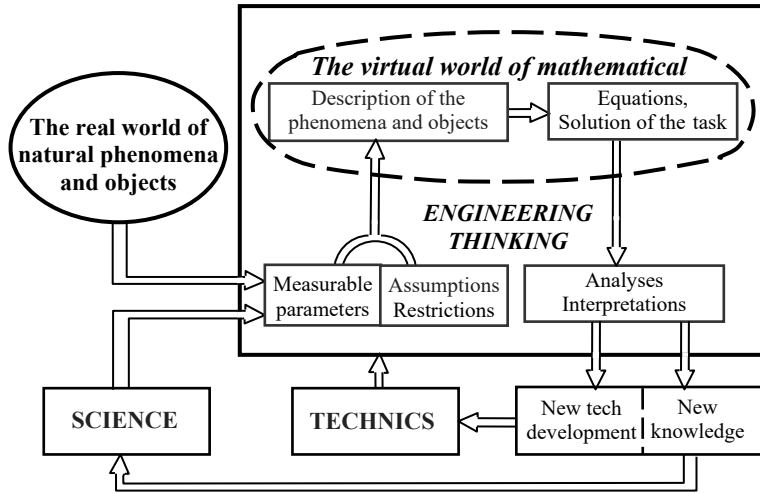 The virtual world of mathematical
Description of the
phenomena and objects
Equations,
Solution of the task
The real world of
natural phenomena
and objects
ENGINEERING
THINKING
Measurable
parameters
Assumptions
Restrictions
Analyses
Interpretations
SCIENCE
TECHNICS
New tech
development
New
knowledge